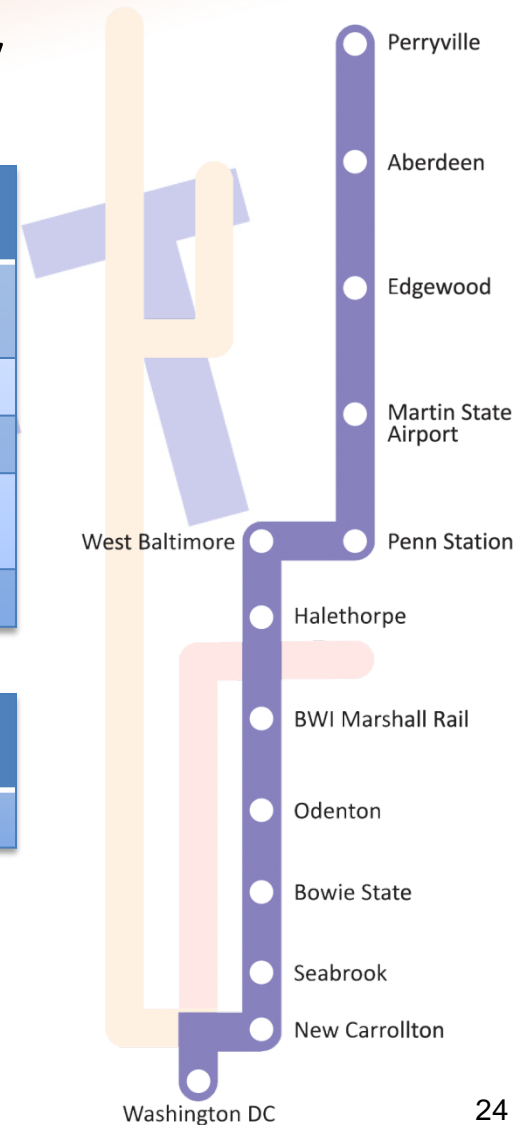 Perryville
Aberdeen
Edgewood
Martin State
Airport
West Baltimore
Penn Station
Halethorpe
BWI Marshall Rail
Odenton
Bowie State
Seabrook
New Carrollton
Washington DC
24